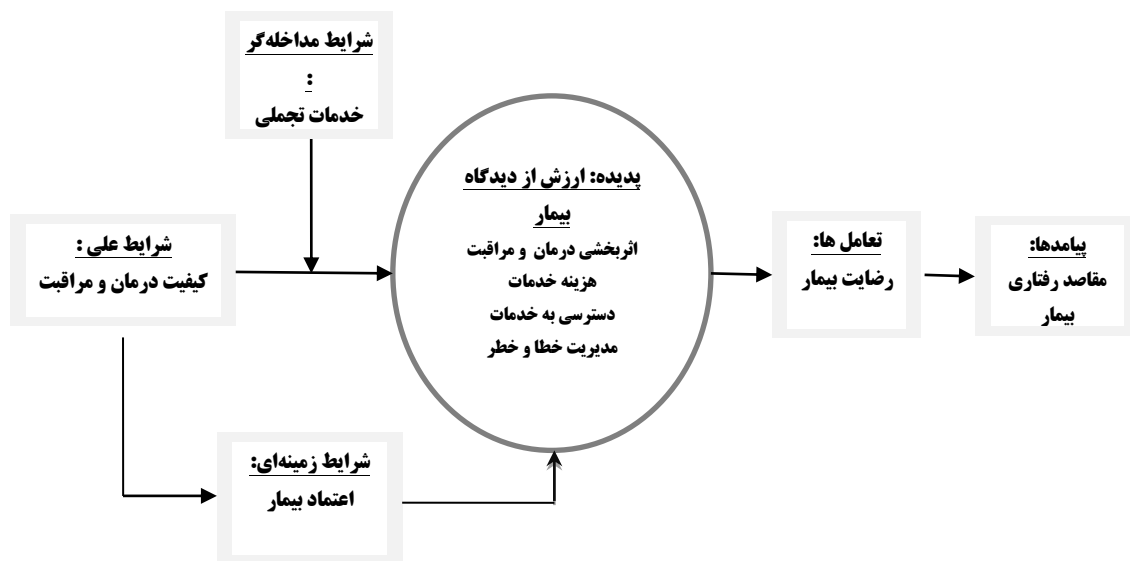 شرایط مداخله‌گر
:
خدمات تجملی
پدیده: ارزش از دیدگاه
بیمار
اثربخشی درمان و مراقبت
هزینه خدمات
دسترسی به خدمات
مدیریت خطا و خطر
شرایط علی :
کیفیت درمان و مراقبت
تعامل ها:
رضایت بیمار
پیامدها:
مقاصد رفتاری
بیمار
شرایط زمینه‌ای:
اعتماد بیمار